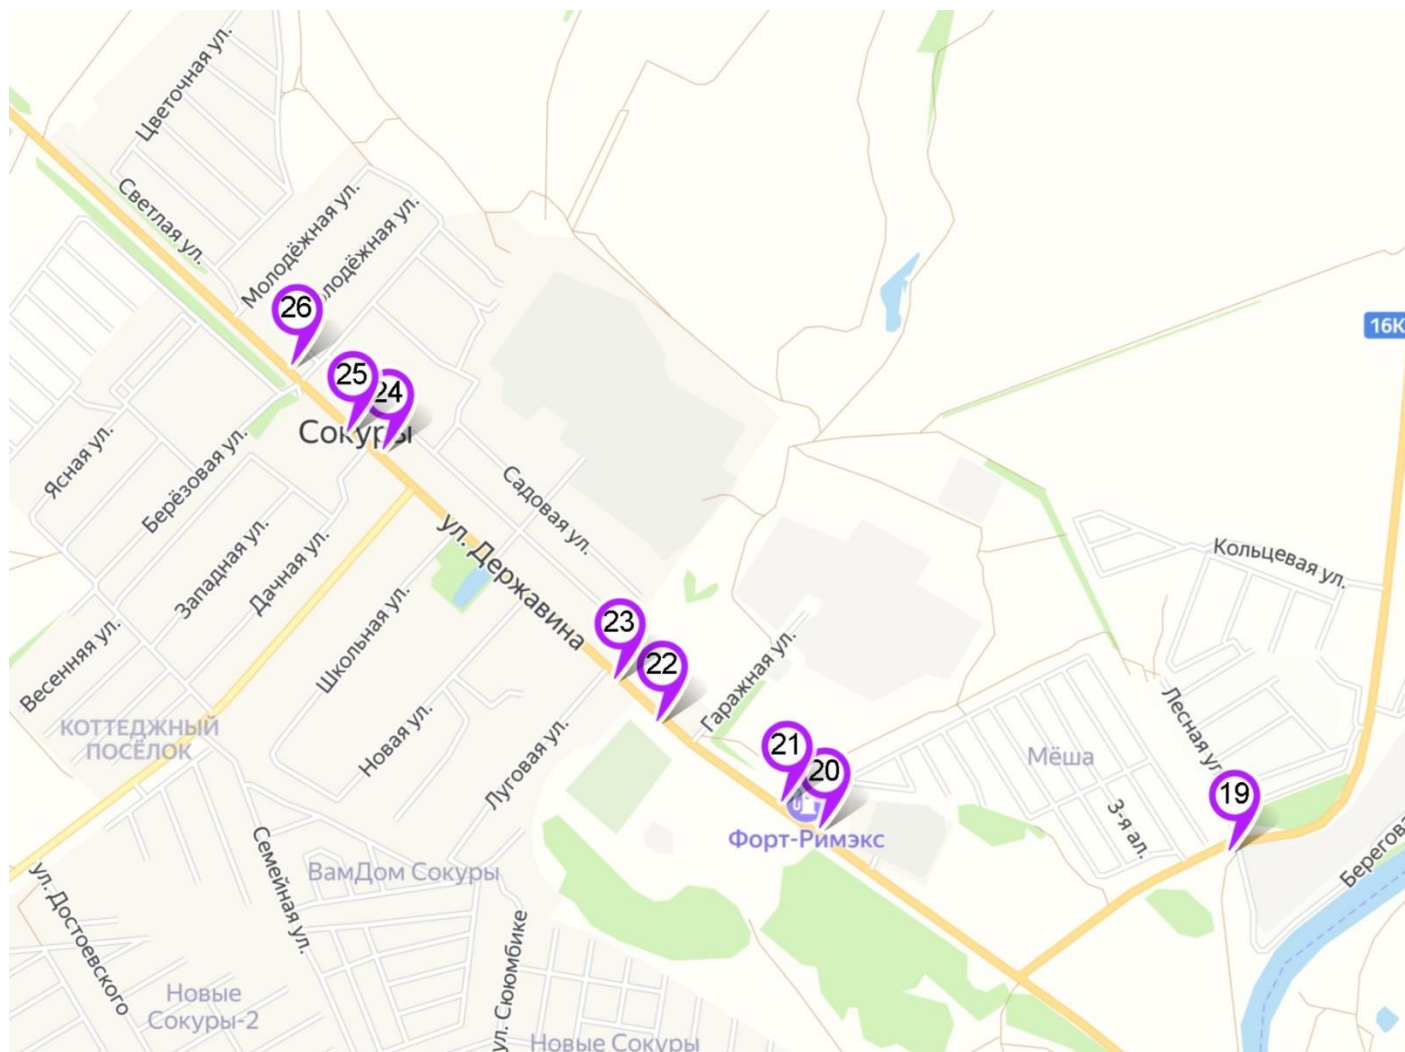 Цветочная ул.
Светлая ул.
Молодёжная ул.
лодёжная ул.
26
16К
25
24
Сокуры
Ясная ул.
Берёзовая ул.
Садовая ул.
ул. Державина
Западная ул.
Дачная ул.
Школьная ул.
Кольцевая ул.
Весенняя ул.
23
22
КОТТЕДЖНЫЙ
ПОСЁЛОК
Новая ул.
Луговая ул.
Гаражная ул.
21
20
Форт-Римэкс
Мёша
Лесная ул
19
3-я ал.
Берегова
ул. Достоевского
Семейная ул.
ВамДом Сокуры
ул. Сююмбике
Новые
Сокуры-2
Новые Сокуры